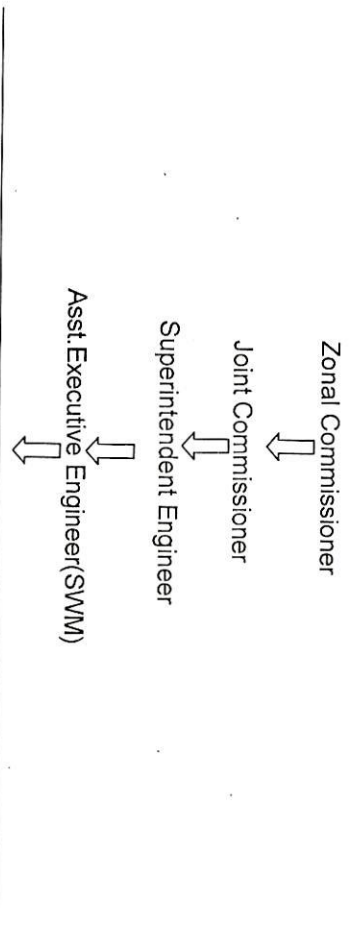 Zonal Commissioner
Joint Commissioner
Superintendent Engineer
Asst.Executive Engineer(SWM)